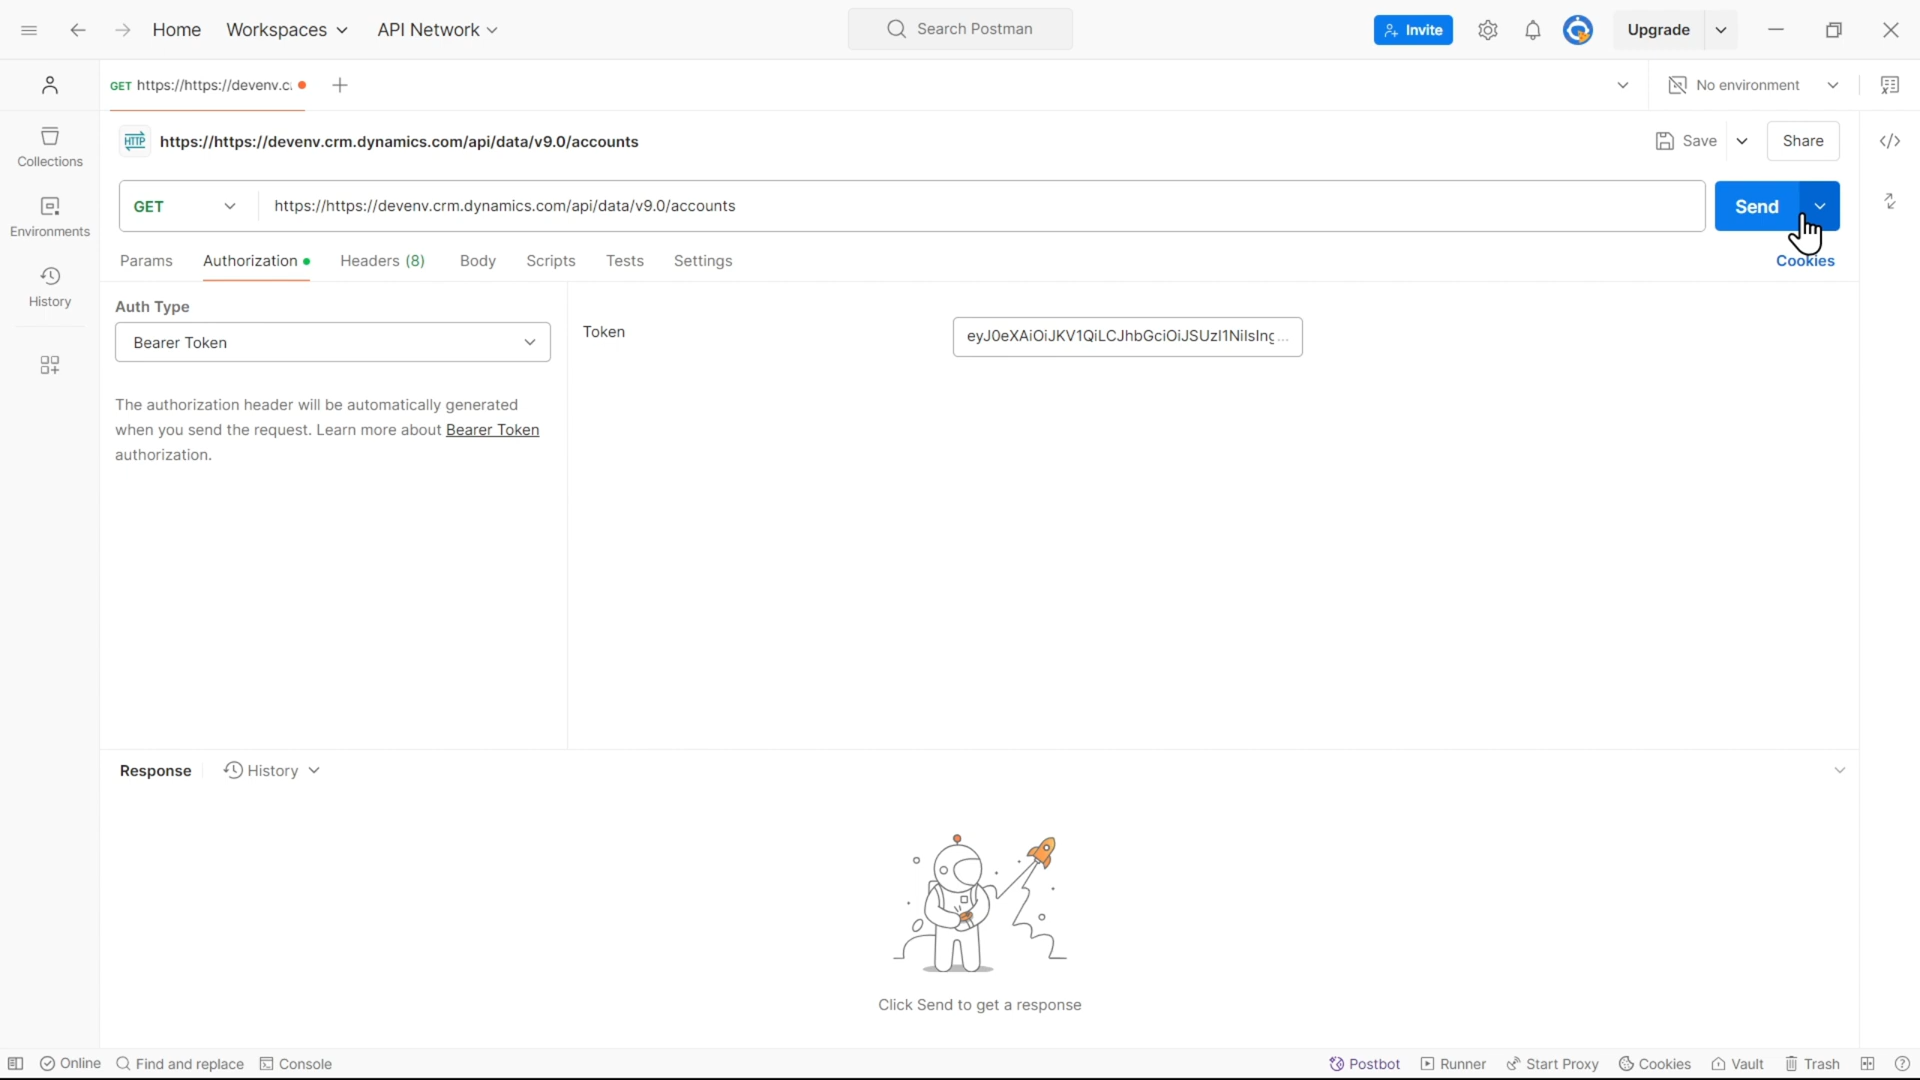 Home
Workspaces
API Network
Search Postman
Invite
Upgrade
GET https://https://devenv.c
No environment
HTTP
https://https://devenv.crm.dynamics.com/api/data/v9.0/accounts
Save
Share
Collections
Environments
History
GET
https://https://devenv.crm.dynamics.com/api/data/v9.0/accounts
Send
Params
Authorization
Headers (8)
Body
Scripts
Tests
Settings
Cookies
Auth Type
Bearer Token
The authorization header will be automatically generated
when you send the request. Learn more about Bearer Token
authorization.
Token
Response
History
Click Send to get a response
Online
Find and replace
Console
Postbot
Runner
Start Proxy
Cookies
Vault
Trash